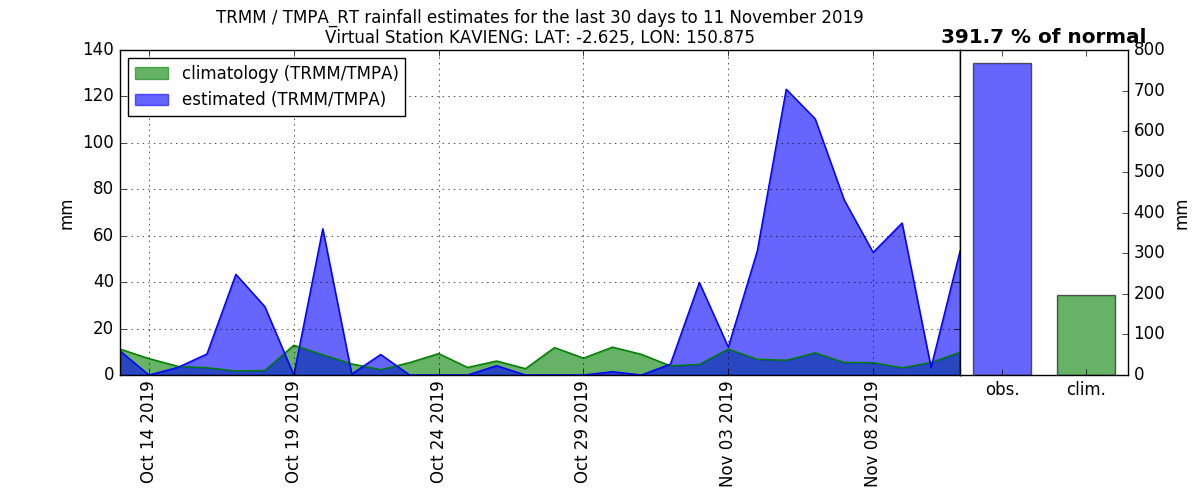 TRMM / TMPA_RT rainfall estimates for the last 30 days to 11 November 2019
Virtual Station KAVIENG: LAT: -2.625, LON: 150.875
391.7 % of normal
climatology (TRMM/TMPA)
estimated (TRMM/TMPA)
140
120
100
80
60
40
20
0
mm
Oct 14 2019
Oct 19 2019
Oct 24 2019
Oct 29 2019
Nov 03 2019
Nov 08 2019
obs.
clim.
800
700
600
500
400
300
200
100
0
mm